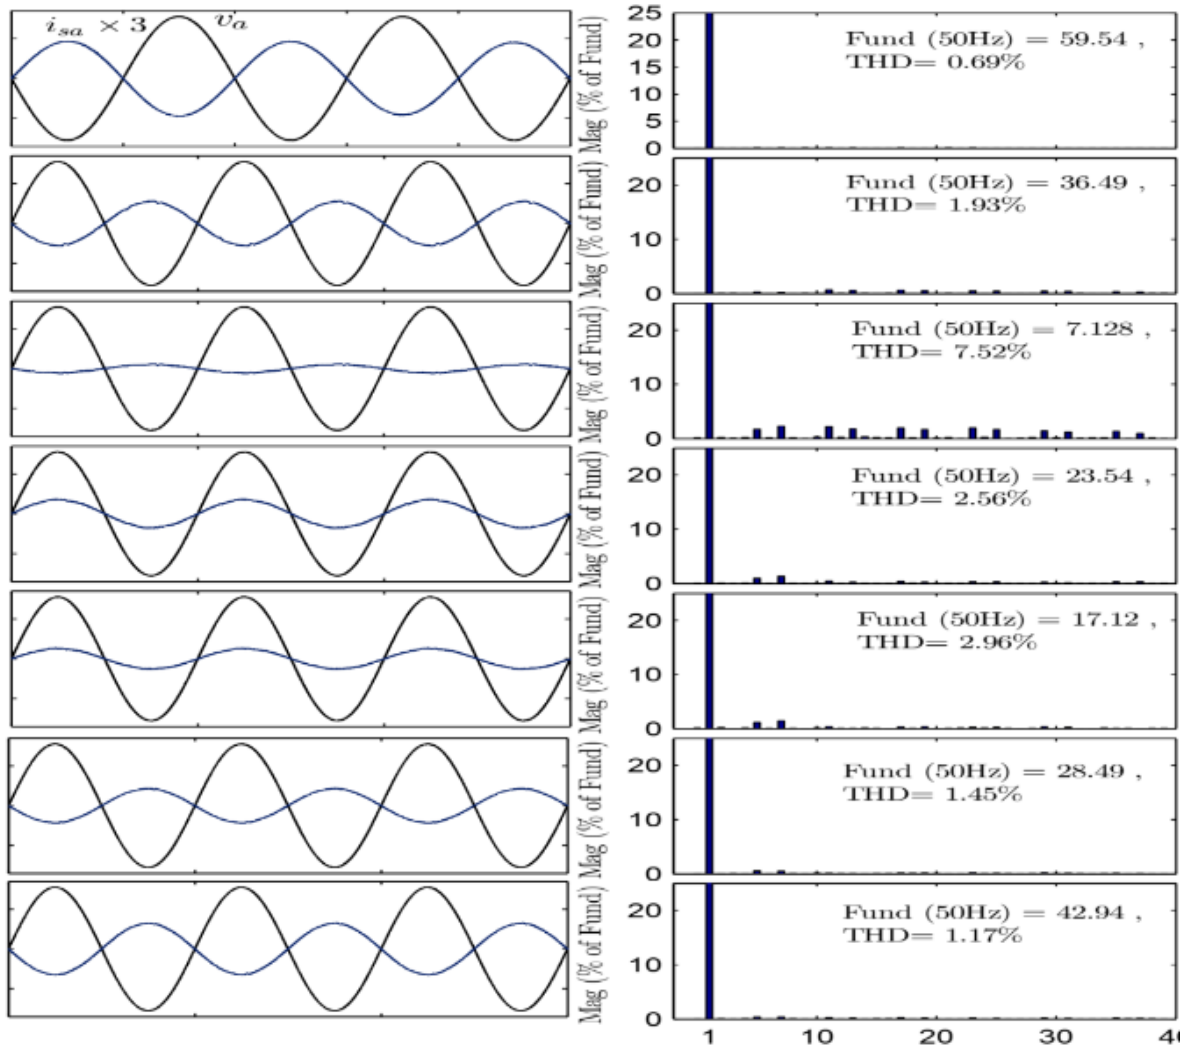 i_{sa} × 3
v_a
Mag (% of Fund)
25
20
15
10
5
0
Fund (50Hz) = 59.54 ,
THD= 0.69%
Mag (% of Fund)
20
10
0
Fund (50Hz) = 36.49 ,
THD= 1.93%
Mag (% of Fund)
20
10
0
Fund (50Hz) = 7.128 ,
THD= 7.52%
Mag (% of Fund)
20
10
0
Fund (50Hz) = 23.54 ,
THD= 2.56%
Mag (% of Fund)
20
10
0
Fund (50Hz) = 17.12 ,
THD= 2.96%
Mag (% of Fund)
20
10
0
Fund (50Hz) = 28.49 ,
THD= 1.45%
Mag (% of Fund)
20
10
0
Fund (50Hz) = 42.94 ,
THD= 1.17%
1 10 20 30 40